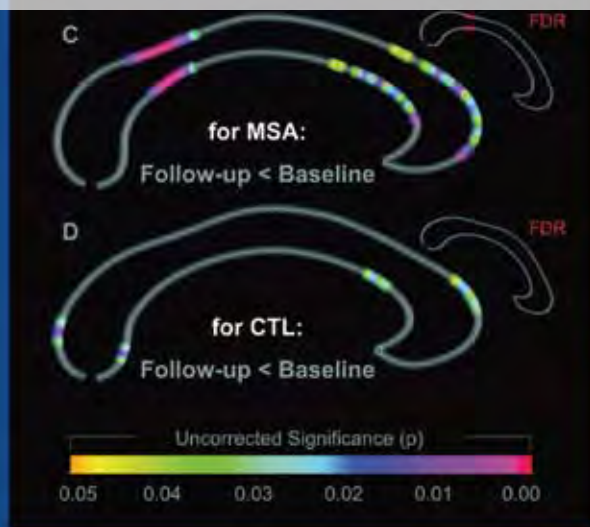 C
FDR
for MSA:
Follow-up < Baseline
D
FDR
for CTL:
Follow-up < Baseline
Uncorrected Significance (p)
0.05 0.04 0.03 0.02 0.01 0.00